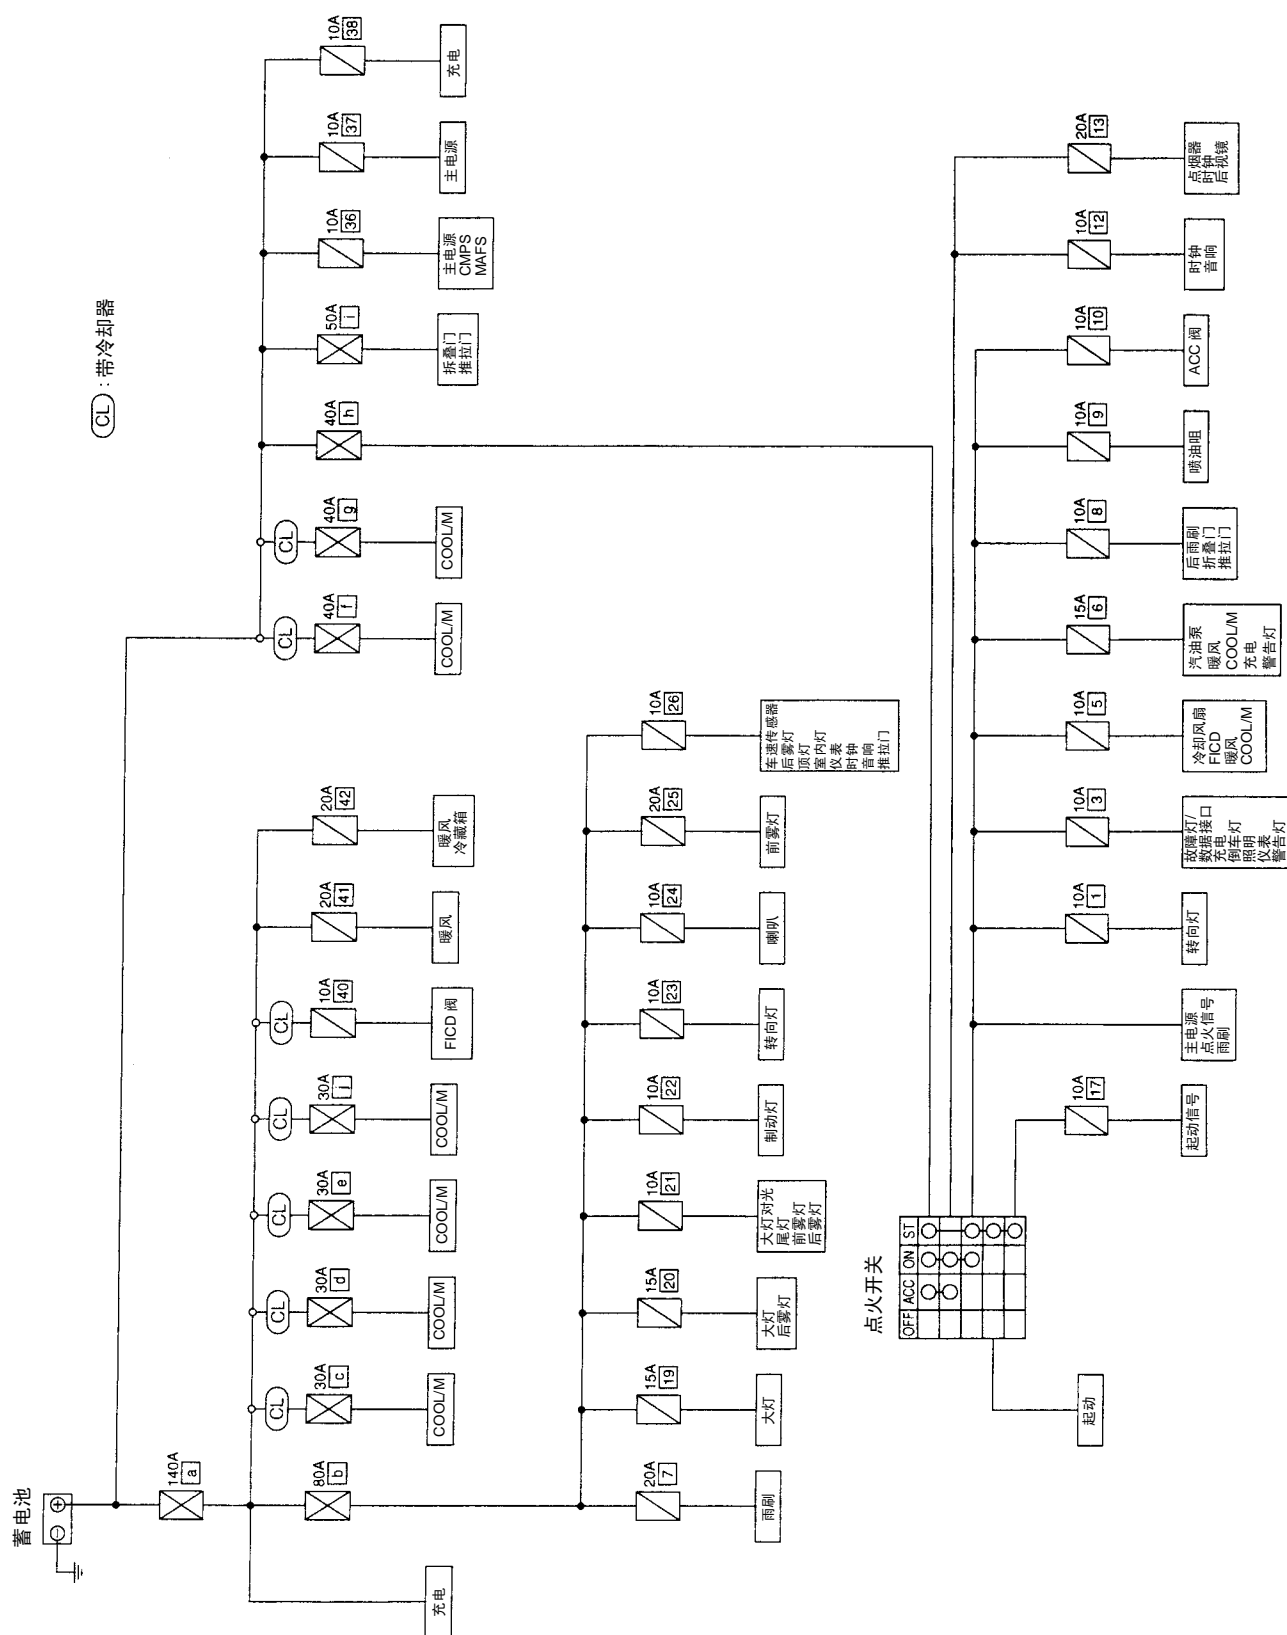 蓄电池
140A
a
充电
80A
b
CL
30A
c
COOL/M
CL
30A
d
COOL/M
CL
30A
e
COOL/M
CL
30A
j
COOL/M
CL
10A
40
FICD 阀
20A
41
暖风
20A
42
暖风
冷藏箱
CL
40A
f
COOL/M
CL
40A
g
COOL/M
40A
h
50A
i
折叠门
推拉门
10A
36
主电源
CMPS
MAFS
10A
37
主电源
10A
38
充电
CL : 带冷却器
20A
7
雨刷
15A
19
大灯
15A
20
大灯
后雾灯
10A
21
大灯对光
尾灯
前雾灯
后雾灯
10A
22
制动灯
10A
23
转向灯
10A
24
喇叭
20A
25
前雾灯
10A
26
车速传感器
后雾灯
顶灯
室内灯
仪表
时钟
音响
推拉门
点火开关
OFF ACC ON ST
起动
10A
17
起动信号
主电源
点火信号
雨刷
10A
1
转向灯
10A
3
故障灯/
数据接口
充电
倒车灯
照明
仪表
警告灯
10A
5
冷却风扇
FICD
暖风
COOL/M
15A
6
汽油泵
暖风
COOL/M
充电
警告灯
10A
8
后雨刷
折叠门
推拉门
10A
9
喷油咀
10A
10
ACC 阀
10A
12
时钟
音响
20A
13
点烟器
时钟
后视镜